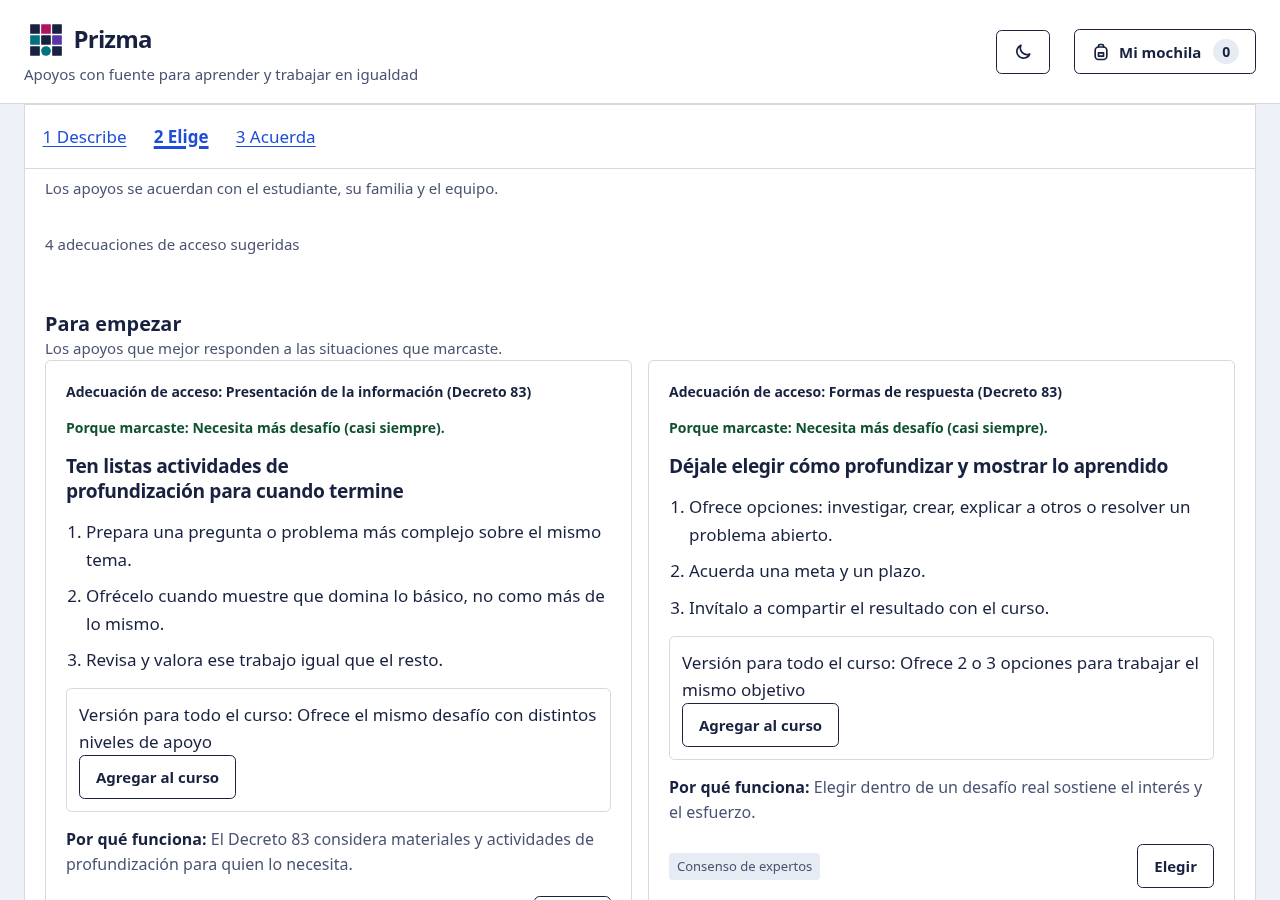 Prizma
Apoyos con fuente para aprender y trabajar en igualdad
Mi mochila 0
1 Describe
2 Elige
3 Acuerda
Los apoyos se acuerdan con el estudiante, su familia y el equipo.
4 adecuaciones de acceso sugeridas
Para empezar
Los apoyos que mejor responden a las situaciones que marcaste.
Adecuación de acceso: Presentación de la información (Decreto 83)
Porque marcaste: Necesita más desafío (casi siempre).
Ten listas actividades de
profundización para cuando termine
1. Prepara una pregunta o problema más complejo sobre el mismo
tema.
2. Ofrécelo cuando muestre que domina lo básico, no como más de
lo mismo.
3. Revisa y valora ese trabajo igual que el resto.
Versión para todo el curso: Ofrece el mismo desafío con distintos
niveles de apoyo
Agregar al curso
Por qué funciona: El Decreto 83 considera materiales y actividades de
profundización para quien lo necesita.
Adecuación de acceso: Formas de respuesta (Decreto 83)
Porque marcaste: Necesita más desafío (casi siempre).
Déjale elegir cómo profundizar y mostrar lo aprendido
1. Ofrece opciones: investigar, crear, explicar a otros o resolver un
problema abierto.
2. Acuerda una meta y un plazo.
3. Invítalo a compartir el resultado con el curso.
Versión para todo el curso: Ofrece 2 o 3 opciones para trabajar el
mismo objetivo
Agregar al curso
Por qué funciona: Elegir dentro de un desafío real sostiene el interés y
el esfuerzo.
Consenso de expertos
Elegir